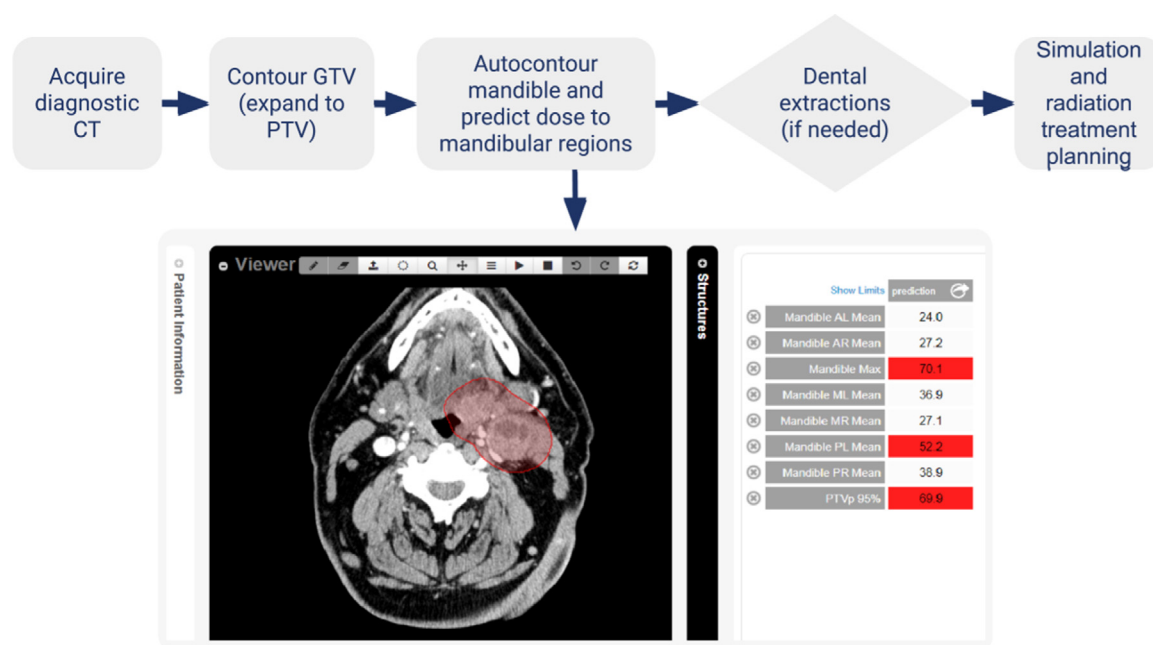 Acquire
diagnostic
CT
Contour GTV
(expand to
PTV)
Autocontour
mandible and
predict dose to
mandibular regions
Dental
extractions
(if needed)
Simulation
and
radiation
treatment
planning
Patient Information
Viewer
Structures
Show Limits prediction
Mandible AL Mean 24.0
Mandible AR Mean 27.2
Mandible Max 70.1
Mandible ML Mean 36.9
Mandible MR Mean 27.1
Mandible PL Mean 52.2
Mandible PR Mean 38.9
PTVp 95% 69.9